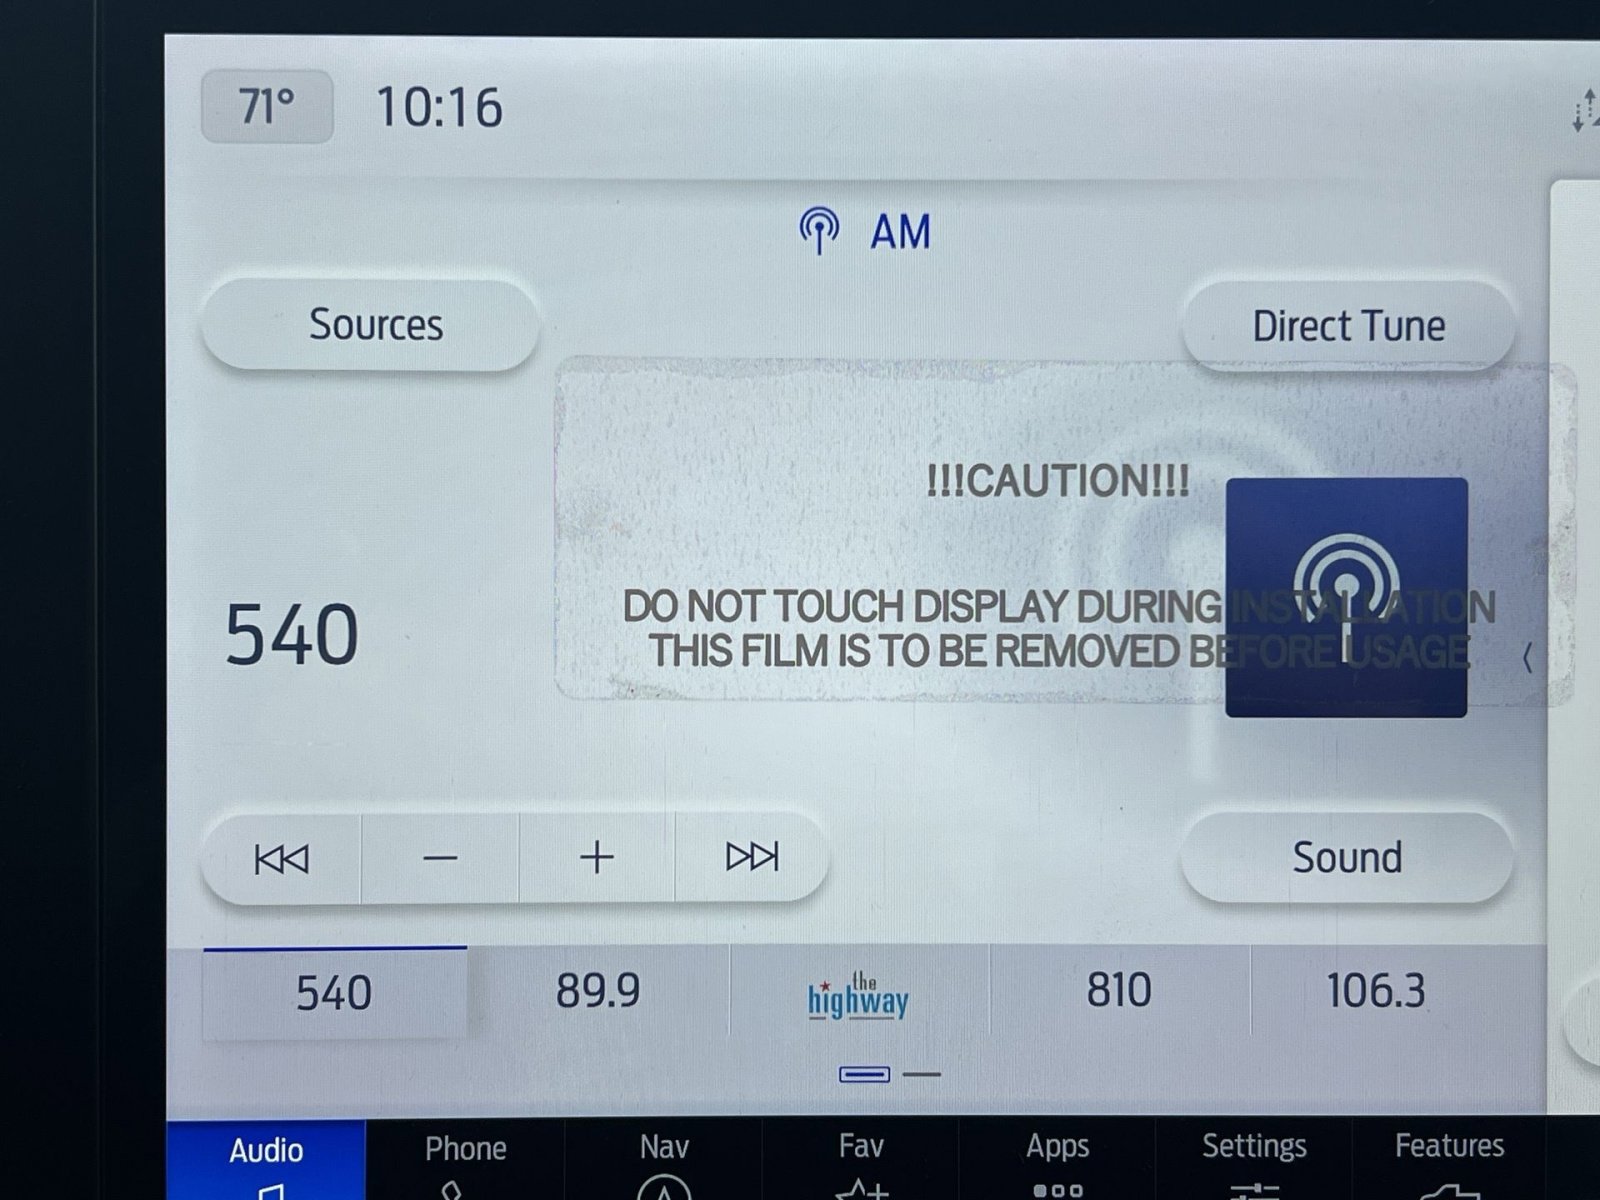 71° 10:16
AM
Sources
Direct Tune
!!!CAUTION!!!
DO NOT TOUCH DISPLAY DURING INSTALLATION
THIS FILM IS TO BE REMOVED BEFORE USAGE
540
Sound
540 89.9 the highway 810 106.3
Audio Phone Nav Fav Apps Settings Features